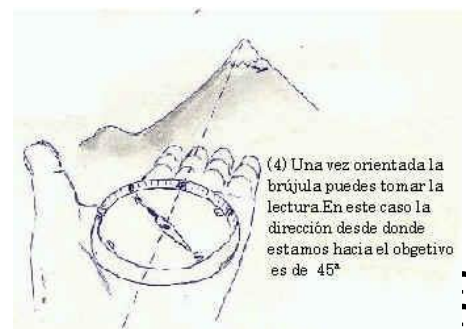 (4) Una vez orientada la
brújula puedes tomar la
lectura.En este caso la
dirección desde donde
estamos hacia el obgetivo
es de 45ª